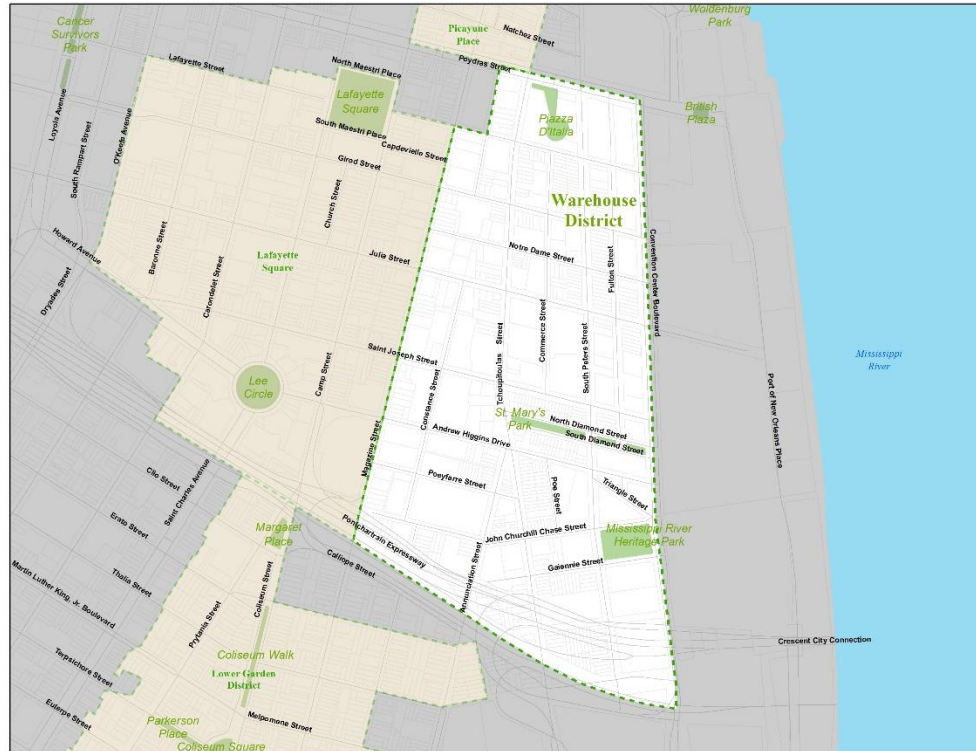 Cancer
Survivors
Park
Woldenburg
Park
Picayune
Place
Natchez Street
Poydras Street
Lafayette Street
North Maestri Place
Lafayette
Square
South Maestri Place
Capdevielle Street
Girod Street
Piazza
D'Italia
British
Plaza
Loyola Avenue
South Rampart Street
O'Keefe Avenue
Warehouse
District
Church Street
Howard Avenue
Dryades Street
Baronne Street
Carondelet Street
Lafayette
Square
Julia Street
Notre Dame Street
Fulton Street
Convention Center Boulevard
Commerce Street
South Peters Street
Tchoupitoulas Street
Saint Joseph Street
Camp Street
Constance Street
Magazine Street
Lee
Circle
Mississippi
River
Port of New Orleans Place
St. Mary's
Park
North Diamond Street
South Diamond Street
Andrew Higgins Drive
Poeyfarre Street
Poe Street
Triangle Street
Clio Street
Saint Charles Avenue
Erato Street
Thalia Street
Martin Luther King, Jr. Boulevard
Margaret
Place
Pontchartrain Expressway
Calliope Street
John Churchill Chase Street
Mississippi River
Heritage Park
Gaiennie Street
Annunciation Street
Prytania Street
Coliseum Street
Crescent City Connection
Coliseum Walk
Lower Garden
District
Terpsichore Street
Euterpe Street
Melpomene Street
Parkerson
Place
Coliseum Square